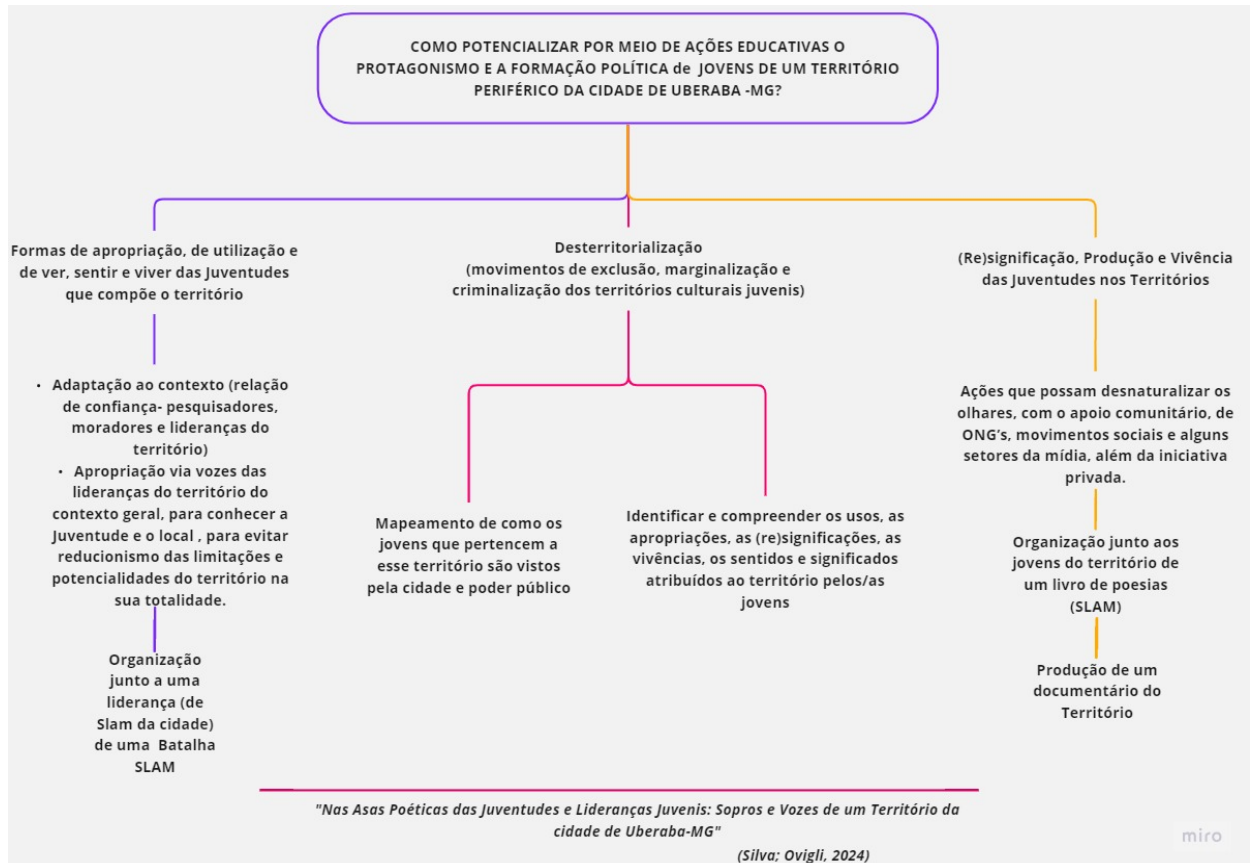 COMO POTENCIALIZAR POR MEIO DE AÇÕES EDUCATIVAS O
PROTAGONISMO E A FORMAÇÃO POLÍTICA de JOVENS DE UM TERRITÓRIO
PERIFÉRICO DA CIDADE DE UBERABA -MG?
Formas de apropriação, de utilização e
de ver, sentir e viver das Juventudes
que compõe o território
• Adaptação ao contexto (relação
de confiança- pesquisadores,
moradores e lideranças do
território)
• Apropriação via vozes das
lideranças do território do
contexto geral, para conhecer a
Juventude e o local , para evitar
reducionismo das limitações e
potencialidades do território na
sua totalidade.
Organização
junto a uma
liderança (de
Slam da cidade)
de uma Batalha
SLAM
Desterritorialização
(movimentos de exclusão, marginalização e
criminalização dos territórios culturais juvenis)
Mapeamento de como os
jovens que pertencem a
esse território são vistos
pela cidade e poder público
Identificar e compreender os usos, as
apropriações, as (re)significações, as
vivências, os sentidos e significados
atribuídos ao território pelos/as
jovens
(Re)significação, Produção e Vivência
das Juventudes nos Territórios
Ações que possam desnaturalizar os
olhares, com o apoio comunitário, de
ONG’s, movimentos sociais e alguns
setores da mídia, além da iniciativa
privada.
Organização junto aos
jovens do território de
um livro de poesias
(SLAM)
Produção de um
documentário do
Território
"Nas Asas Poéticas das Juventudes e Lideranças Juvenis: Sopros e Vozes de um Território da
cidade de Uberaba-MG"
(Silva; Ovigli, 2024)
miro